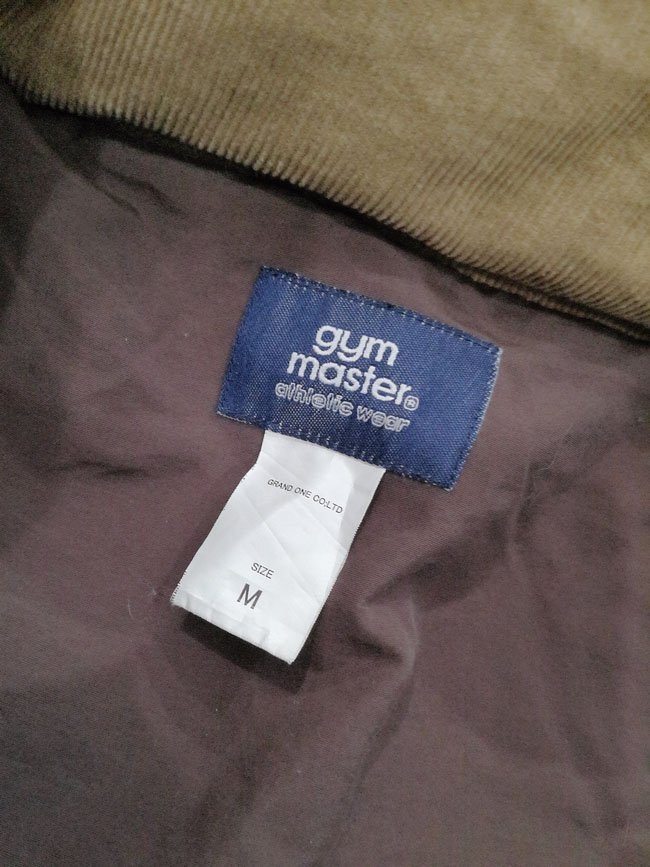 gym
master®
athletic wear
GRAND ONE CO;LTD
SIZE
M